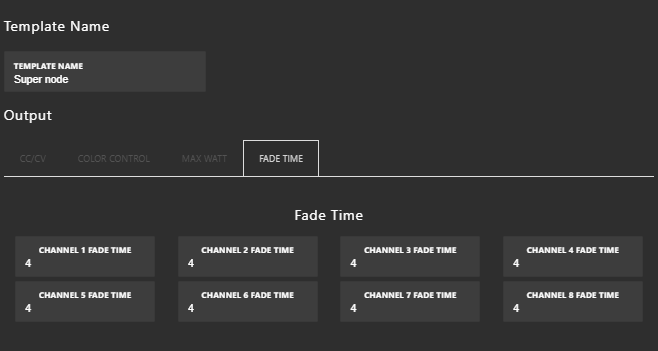 Template Name
TEMPLATE NAME
Super node
Output
CC/CV COLOR CONTROL MAX WATT FADE TIME
Fade Time
CHANNEL 1 FADE TIME CHANNEL 2 FADE TIME CHANNEL 3 FADE TIME CHANNEL 4 FADE TIME
4 4 4 4
CHANNEL 5 FADE TIME CHANNEL 6 FADE TIME CHANNEL 7 FADE TIME CHANNEL 8 FADE TIME
4 4 4 4